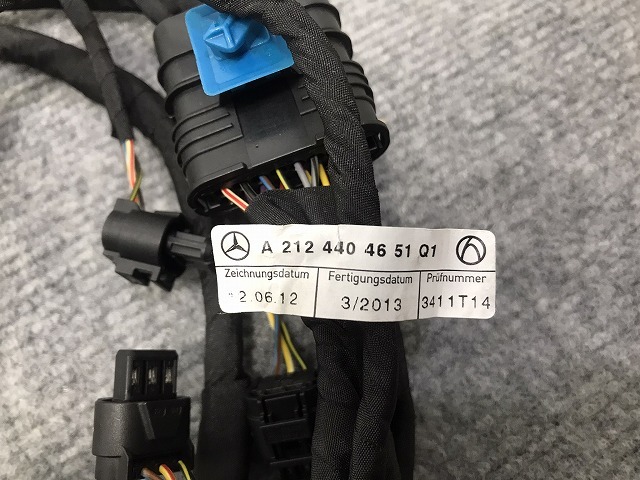 A 212 440 46 51 Q1
Zeichnungsdatum Fertigungsdatum Prüfnummer
2.06.12 3/2013 3411T14